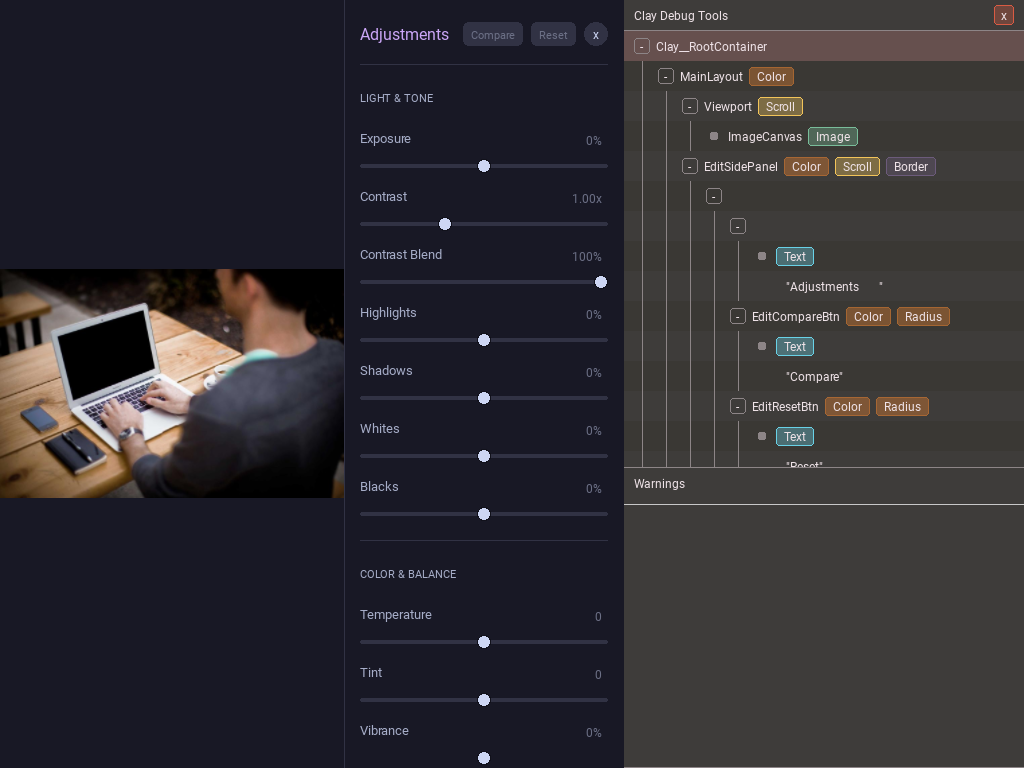 Adjustments Compare Reset x
LIGHT & TONE
Exposure 0%
Contrast 1.00x
Contrast Blend 100%
Highlights 0%
Shadows 0%
Whites 0%
Blacks 0%
COLOR & BALANCE
Temperature 0
Tint 0
Vibrance 0%
Clay Debug Tools x
- Clay__RootContainer
- MainLayout Color
- Viewport Scroll
ImageCanvas Image
- EditSidePanel Color Scroll Border
-
-
Text
"Adjustments "
- EditCompareBtn Color Radius
Text
"Compare"
- EditResetBtn Color Radius
Text
"Reset"
Warnings